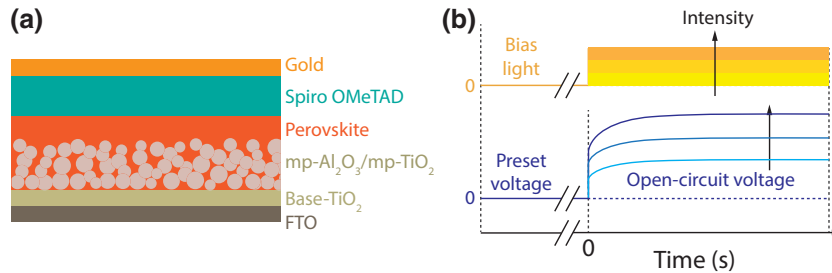 (a)
Gold
Spiro OMeTAD
Perovskite
mp-Al₂O₃/mp-TiO₂
Base-TiO₂
FTO
(b)
Intensity
Bias
light
0
Preset
voltage
Open-circuit voltage
0
0
Time (s)